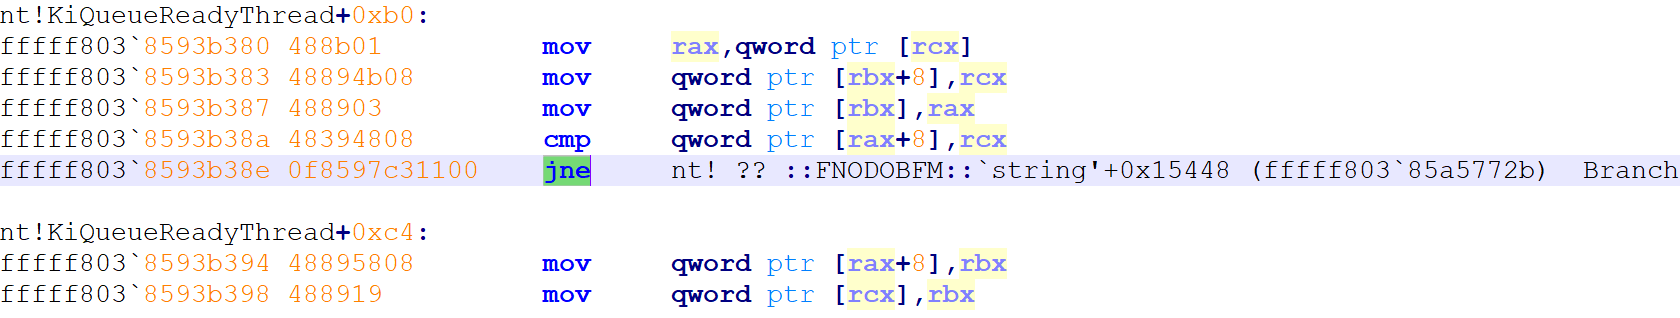 nt!KiQueueReadyThread+0xb0:
fffff803`8593b380 488b01          mov     rax,qword ptr [rcx]
fffff803`8593b383 48894b08        mov     qword ptr [rbx+8],rcx
fffff803`8593b387 488903          mov     qword ptr [rbx],rax
fffff803`8593b38a 48394808        cmp     qword ptr [rax+8],rcx
fffff803`8593b38e 0f8597c31100    jne     nt! ?? ::FNODOBFM::`string'+0x15448 (fffff803`85a5772b)  Branch
nt!KiQueueReadyThread+0xc4:
fffff803`8593b394 48895808        mov     qword ptr [rax+8],rbx
fffff803`8593b398 488919          mov     qword ptr [rcx],rbx